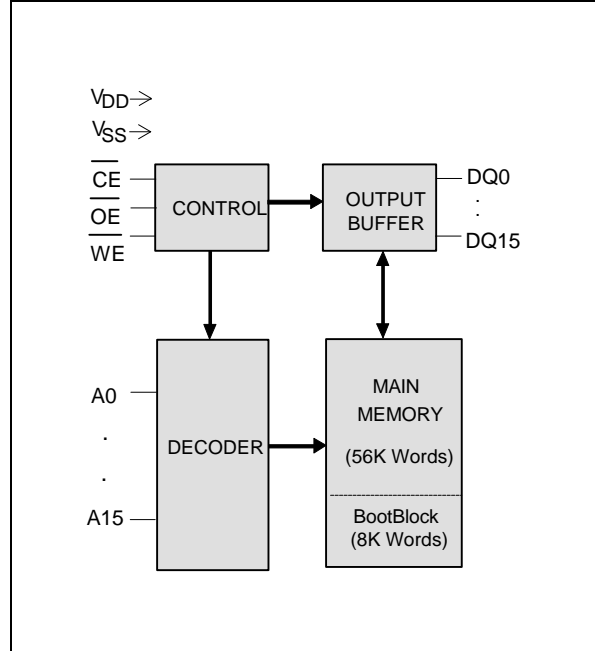 VDD
VSS
CE
OE
WE
CONTROL
OUTPUT
BUFFER
DQ0
.
.
DQ15
A0
.
.
A15
DECODER
MAIN
MEMORY
(56K Words)
BootBlock
(8K Words)